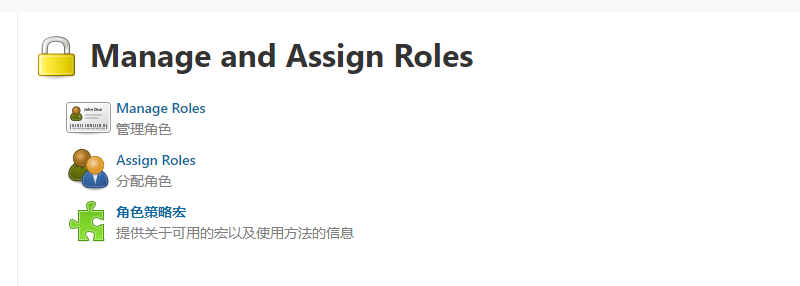 Manage and Assign Roles
John Doe
Manage Roles
管理角色
Assign Roles
分配角色
角色策略宏
提供关于可用的宏以及使用方法的信息